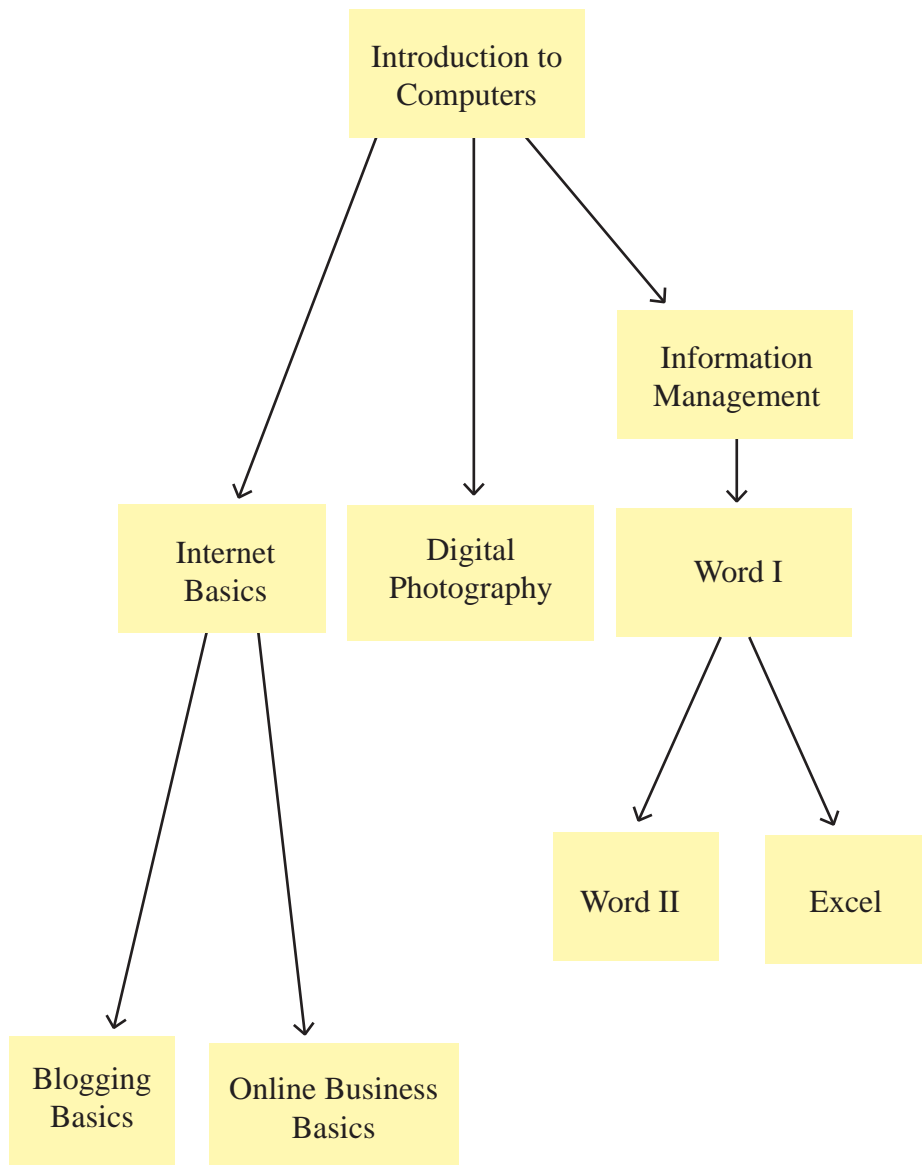 Introduction to
Computers
Information
Management
Internet
Basics
Digital
Photography
Word I
Word II
Excel
Blogging
Basics
Online Business
Basics